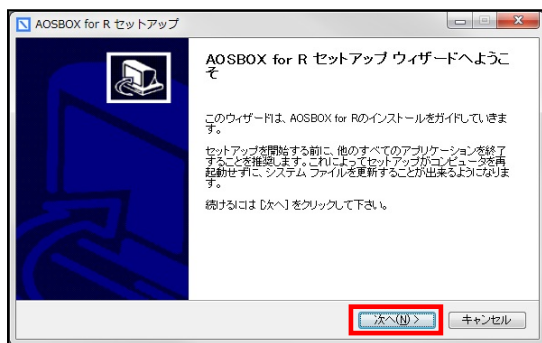 AOSBOX for R セットアップ
AOSBOX for R セットアップ ウィザードへようこ
そ
このウィザードは、AOSBOX for Rのインストールをガイドしていきま
す。
セットアップを開始する前に、他のすべてのアプリケーションを終了
することを推奨します。これによってセットアップがコンピュータを再
起動せずに、システム ファイルを更新することが出来るようになりま
す。
続けるには [次へ] をクリックして下さい。
次へ(N) >
キャンセル